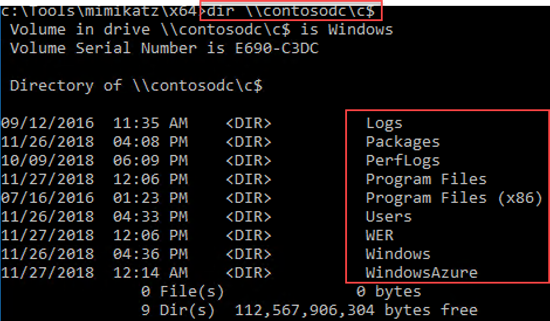 c:\Tools\mimikatz\x64>dir \\contosodc\c$
Volume in drive \\contosodc\c$ is Windows
Volume Serial Number is E690-C3DC
Directory of \\contosodc\c$
09/12/2016 11:35 AM <DIR> Logs
11/26/2018 04:08 PM <DIR> Packages
10/09/2018 06:09 PM <DIR> PerfLogs
11/27/2018 12:06 PM <DIR> Program Files
07/16/2016 01:23 PM <DIR> Program Files (x86)
11/26/2018 04:33 PM <DIR> Users
11/27/2018 12:06 PM <DIR> WER
11/26/2018 04:36 PM <DIR> Windows
11/27/2018 12:14 AM <DIR> WindowsAzure
0 File(s) 0 bytes
9 Dir(s) 112,567,906,304 bytes free